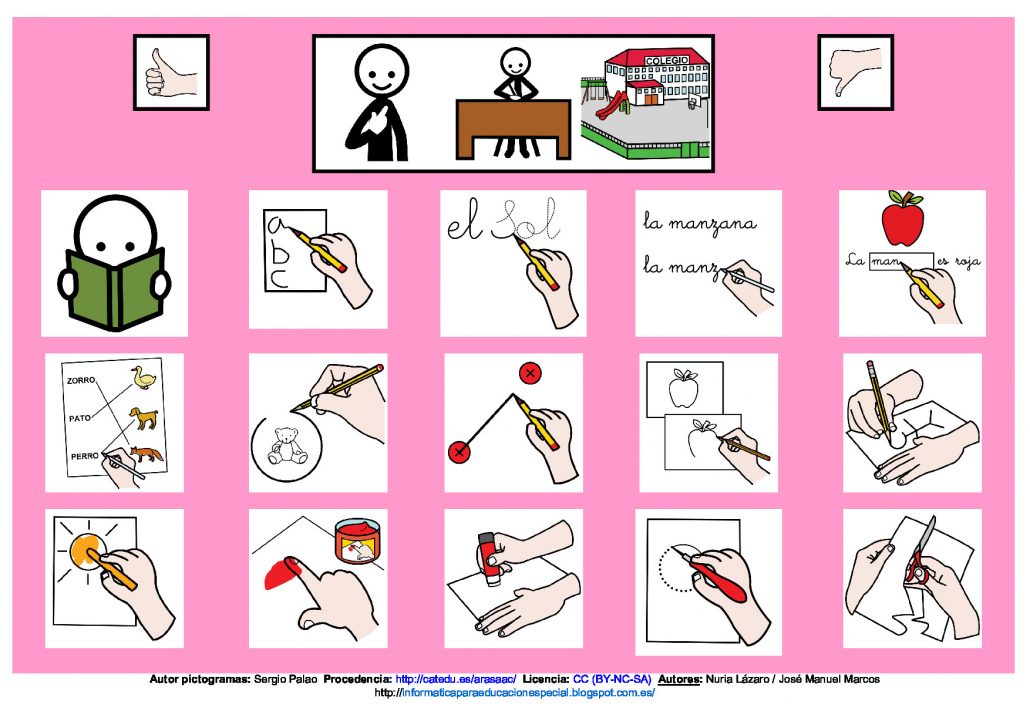 COLEGIO
a
b
c
el Sol
la manzana
la manz
La man es roja
ZORRO
PATO
PERRO
Autor pictogramas: Sergio Palao Procedencia: http://catedu.es/arasaac/ Licencia: CC (BY-NC-SA) Autores: Nuria Lázaro / José Manuel Marcos
http://informaticaparaeducacionespecial.blogspot.com.es/